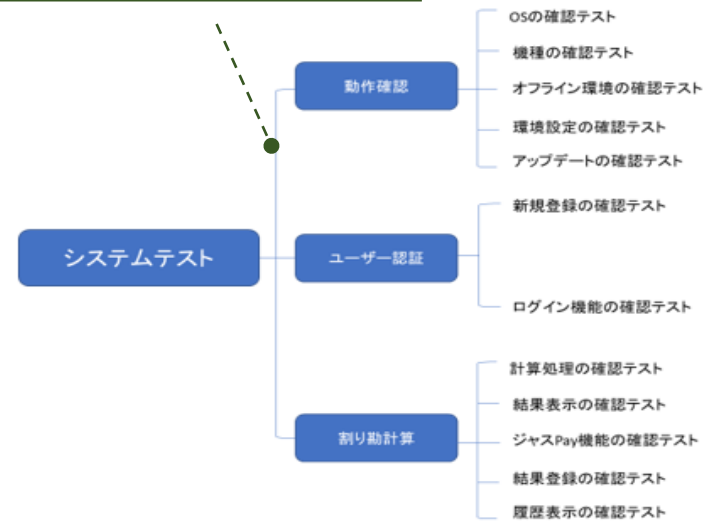 システムテスト
動作確認
OSの確認テスト
機種の確認テスト
オフライン環境の確認テスト
環境設定の確認テスト
アップデートの確認テスト
ユーザー認証
新規登録の確認テスト
ログイン機能の確認テスト
割り勘計算
計算処理の確認テスト
結果表示の確認テスト
ジャスPay機能の確認テスト
結果登録の確認テスト
履歴表示の確認テスト